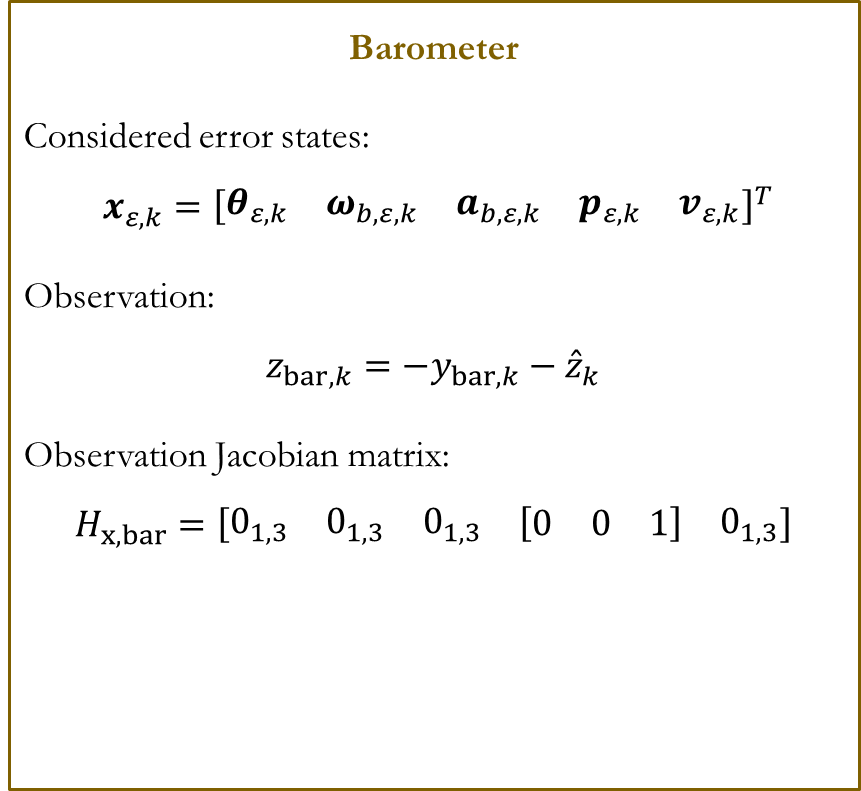 Barometer
Considered error states:
𝒙_{ε,k} = [𝜽_{ε,k} 𝝎_{b,ε,k} 𝒂_{b,ε,k} 𝒑_{ε,k} 𝒗_{ε,k}]^T
Observation:
z_{bar,k} = −y_{bar,k} − ẑ_k
Observation Jacobian matrix:
H_{x,bar} = [0_{1,3} 0_{1,3} 0_{1,3} [0 0 1] 0_{1,3}]